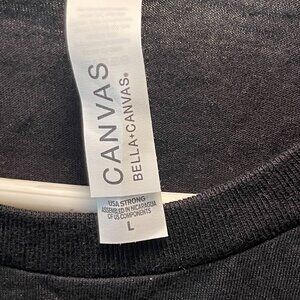 CANVAS
BELLA+CANVAS®
USA STRONG
ASSEMBLED IN NICARAGUA
OF US COMPONENTS
L